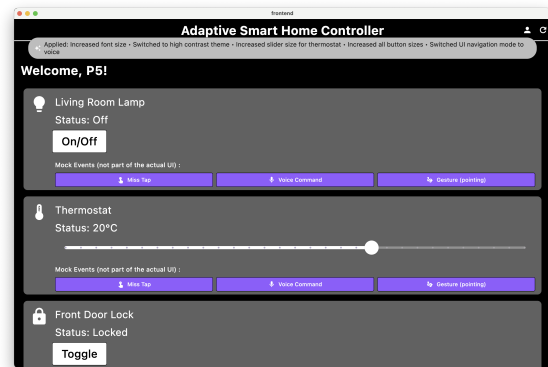 frontend
Adaptive Smart Home Controller
Applied: Increased font size • Switched to high contrast theme • Increased slider size for thermostat • Increased all button sizes • Switched UI navigation mode to
voice
Welcome, P5!
Living Room Lamp
Status: Off
On/Off
Mock Events (not part of the actual UI) :
Miss Tap Voice Command Gesture (pointing)
Thermostat
Status: 20°C
Mock Events (not part of the actual UI) :
Miss Tap Voice Command Gesture (pointing)
Front Door Lock
Status: Locked
Toggle